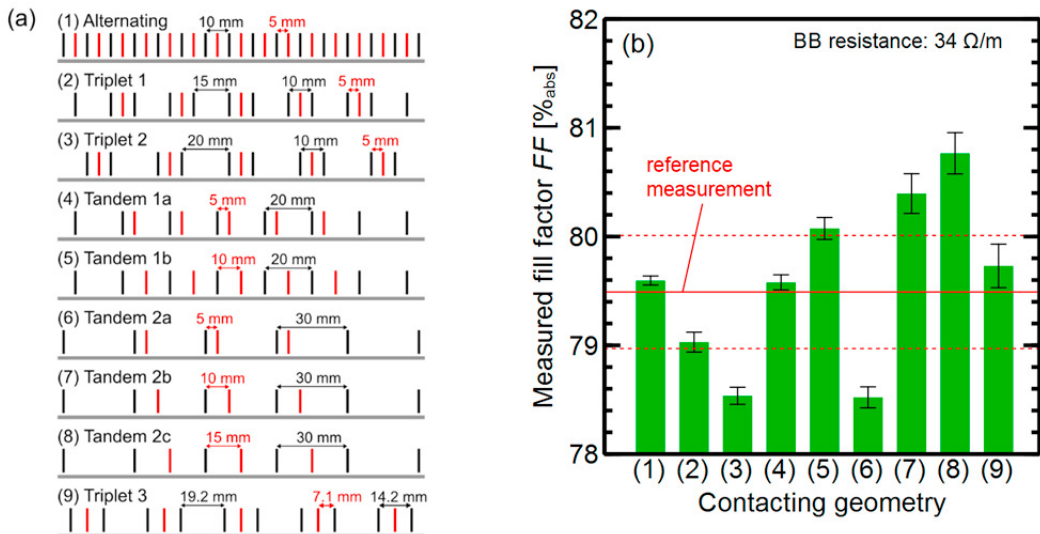 (a)
(1) Alternating
10 mm
5 mm
(2) Triplet 1
15 mm
10 mm
5 mm
(3) Triplet 2
20 mm
10 mm
5 mm
(4) Tandem 1a
5 mm
20 mm
(5) Tandem 1b
10 mm
20 mm
(6) Tandem 2a
5 mm
30 mm
(7) Tandem 2b
10 mm
30 mm
(8) Tandem 2c
15 mm
30 mm
(9) Triplet 3
19.2 mm
7.1 mm
14.2 mm
(b)
BB resistance: 34 Ω/m
reference
measurement
Measured fill factor FF [%abs]
82
81
80
79
78
(1) (2) (3) (4) (5) (6) (7) (8) (9)
Contacting geometry